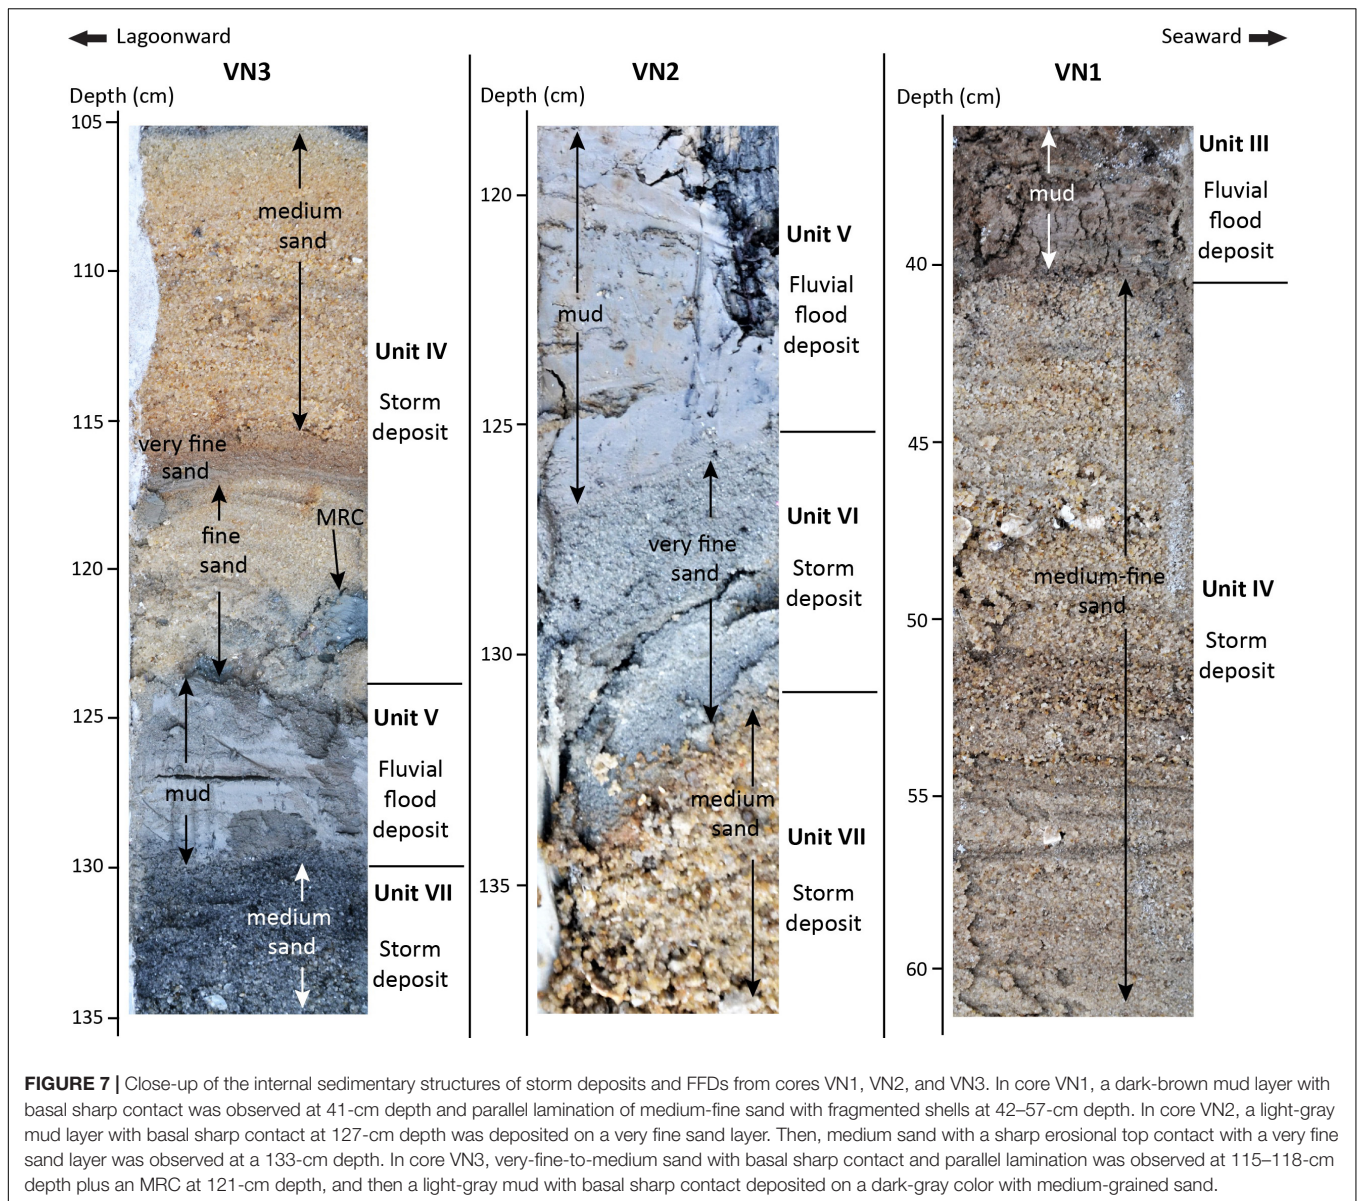 Lagoonward
Seaward
VN3
Depth (cm)
105
110
115
120
125
130
135
medium
sand
very fine
sand
fine
sand
MRC
mud
medium
sand
Unit IV
Storm
deposit
Unit V
Fluvial
flood
deposit
Unit VII
Storm
deposit
VN2
Depth (cm)
120
125
130
135
mud
very fine
sand
medium
sand
Unit V
Fluvial
flood
deposit
Unit VI
Storm
deposit
Unit VII
Storm
deposit
VN1
Depth (cm)
40
45
50
55
60
mud
medium-fine
sand
Unit III
Fluvial
flood
deposit
Unit IV
Storm
deposit
FIGURE 7 | Close-up of the internal sedimentary structures of storm deposits and FFDs from cores VN1, VN2, and VN3. In core VN1, a dark-brown mud layer with
basal sharp contact was observed at 41-cm depth and parallel lamination of medium-fine sand with fragmented shells at 42–57-cm depth. In core VN2, a light-gray
mud layer with basal sharp contact at 127-cm depth was deposited on a very fine sand layer. Then, medium sand with a sharp erosional top contact with a very fine
sand layer was observed at a 133-cm depth. In core VN3, very-fine-to-medium sand with basal sharp contact and parallel lamination was observed at 115–118-cm
depth plus an MRC at 121-cm depth, and then a light-gray mud with basal sharp contact deposited on a dark-gray color with medium-grained sand.